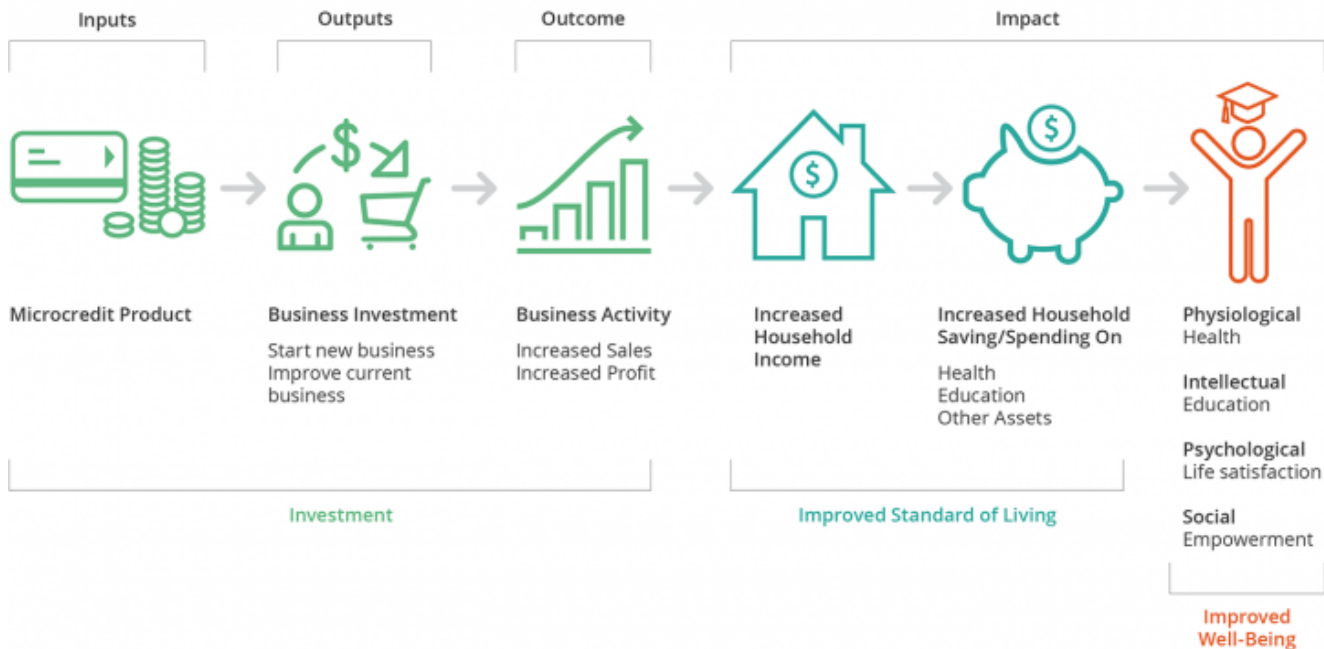 Inputs
Outputs
Outcome
Impact
$
$
$
Microcredit Product
Business Investment
Start new business
Improve current
business
Business Activity
Increased Sales
Increased Profit
Increased
Household
Income
Increased Household
Saving/Spending On
Health
Education
Other Assets
Physiological
Health
Intellectual
Education
Psychological
Life satisfaction
Social
Empowerment
Investment
Improved Standard of Living
Improved
Well-Being